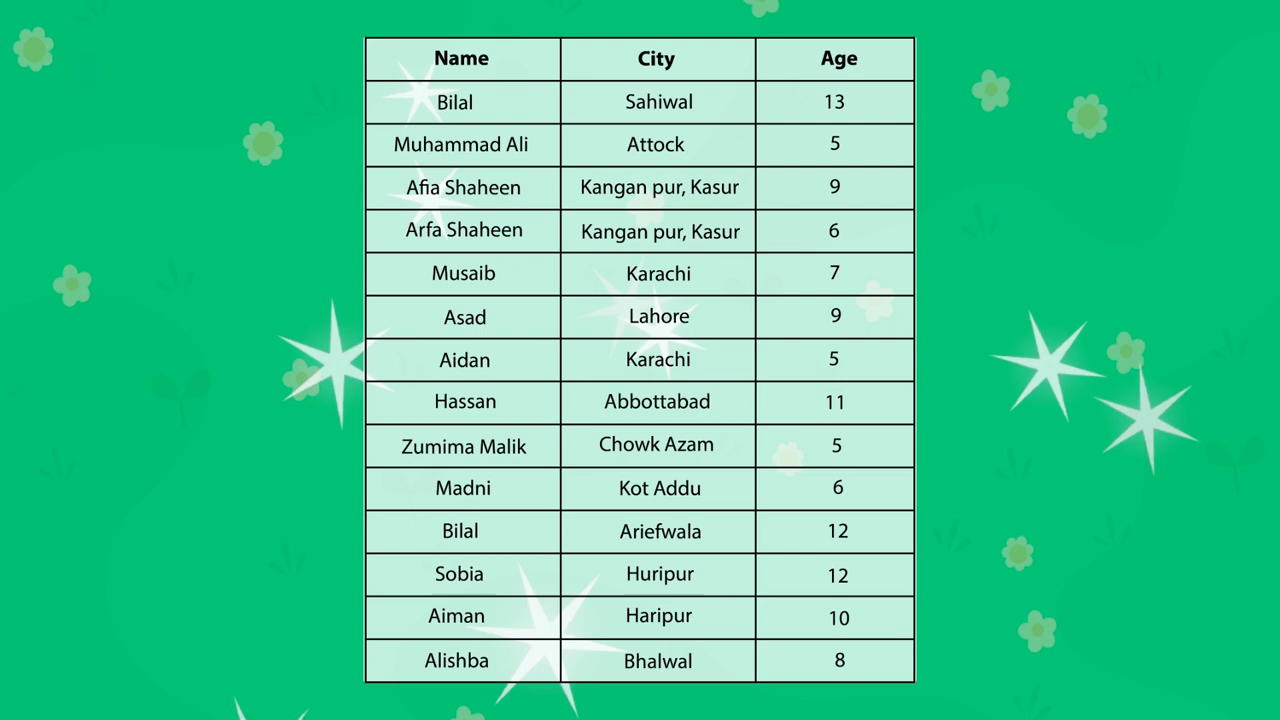 Name City Age
Bilal Sahiwal 13
Muhammad Ali Attock 5
Afia Shaheen Kangan pur, Kasur 9
Arfa Shaheen Kangan pur, Kasur 6
Musaib Karachi 7
Asad Lahore 9
Aidan Karachi 5
Hassan Abbottabad 11
Zumima Malik Chowk Azam 5
Madni Kot Addu 6
Bilal Ariefwala 12
Sobia Huripur 12
Aiman Haripur 10
Alishba Bhalwal 8